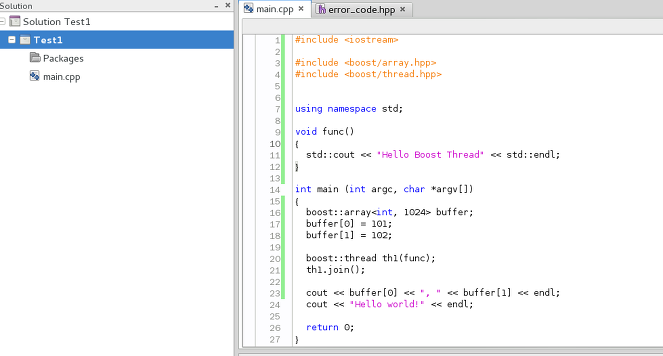 Solution
Solution Test1
Test1
Packages
main.cpp
main.cpp
error_code.hpp
1 #include <iostream>
2
3 #include <boost/array.hpp>
4 #include <boost/thread.hpp>
5
6
7 using namespace std;
8
9 void func()
10 {
11 std::cout << "Hello Boost Thread" << std::endl;
12 }
13
14 int main (int argc, char *argv[])
15 {
16 boost::array<int, 1024> buffer;
17 buffer[0] = 101;
18 buffer[1] = 102;
19
20 boost::thread th1(func);
21 th1.join();
22
23 cout << buffer[0] << ", " << buffer[1] << endl;
24 cout << "Hello world!" << endl;
25
26 return 0;
27 }